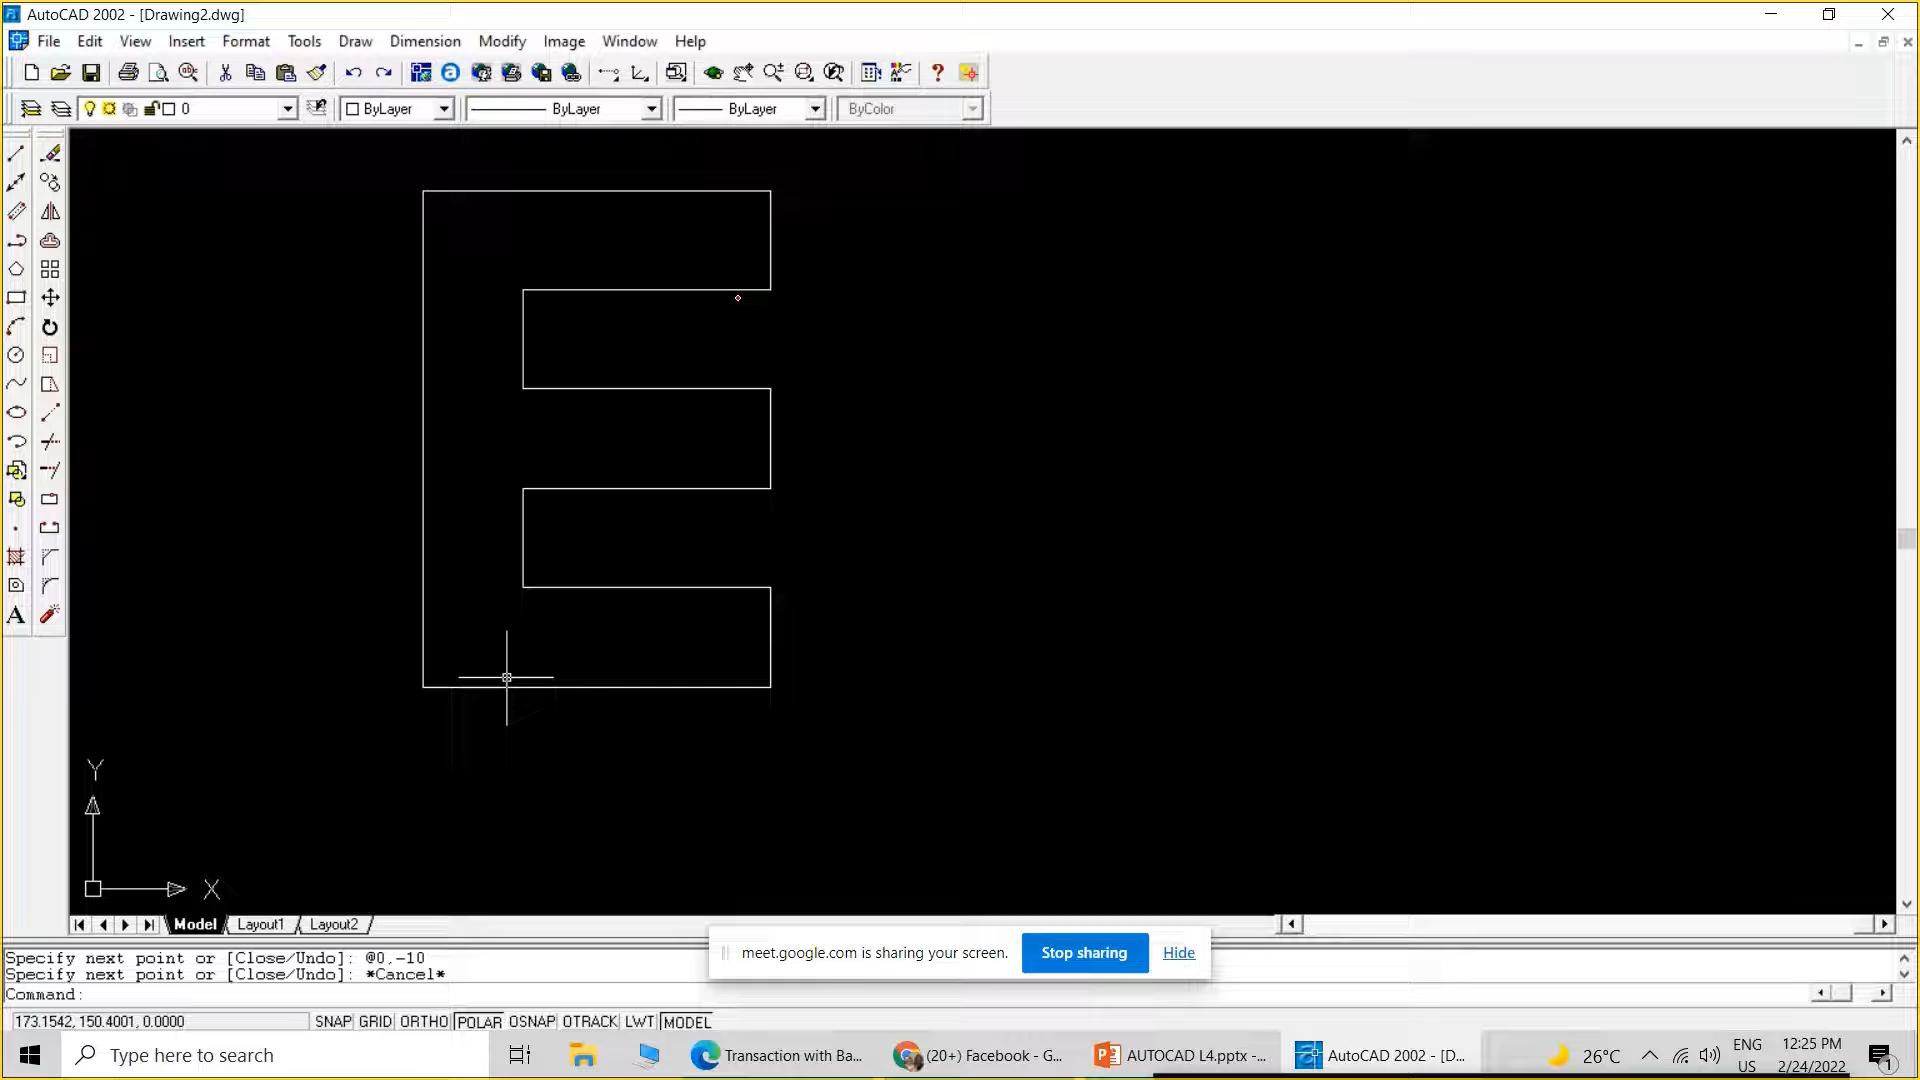 AutoCAD 2002 - [Drawing2.dwg]
File Edit View Insert Format Tools Draw Dimension Modify Image Window Help
0 ByLayer ByLayer ByLayer ByColor
Y
X
Model Layout1 Layout2
Specify next point or [Close/Undo]: @0,-10
Specify next point or [Close/Undo]: *Cancel*
Command:
meet.google.com is sharing your screen. Stop sharing Hide
173.1542, 150.4001, 0.0000 SNAP GRID ORTHO POLAR OSNAP OTRACK LWT MODEL
Type here to search
Transaction with Ba...
(20+) Facebook - G...
AUTOCAD L4.pptx -...
AutoCAD 2002 - [D...
26°C
ENG
US
12:25 PM
2/24/2022
1